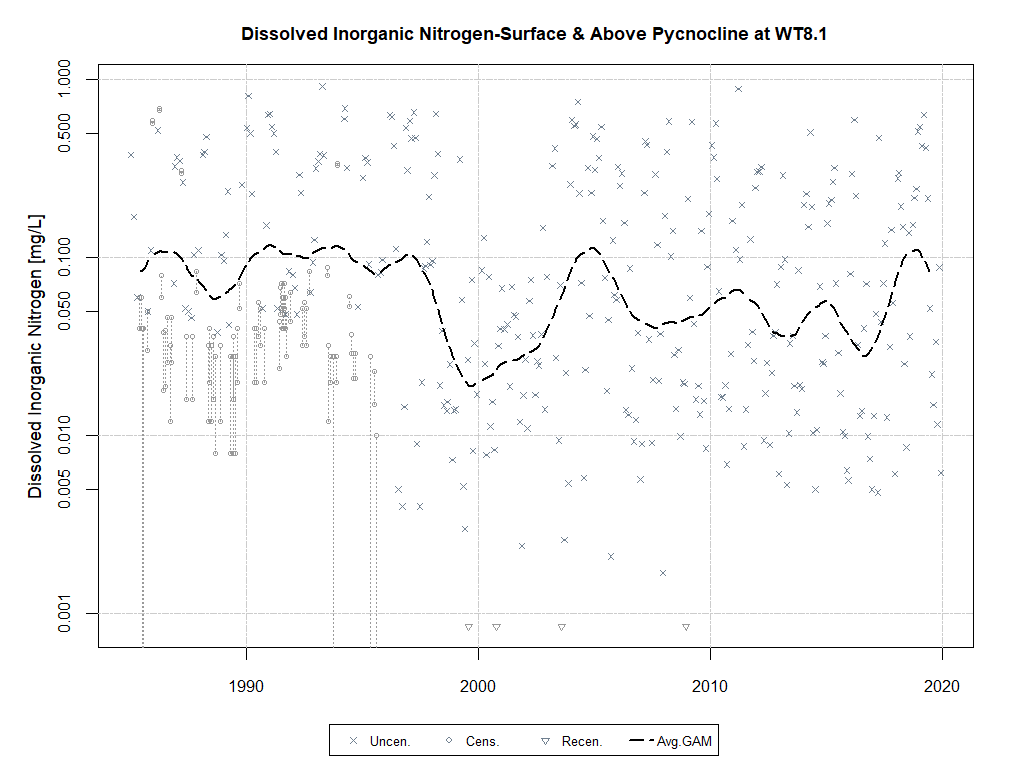 Dissolved Inorganic Nitrogen-Surface & Above Pycnocline at WT8.1
Dissolved Inorganic Nitrogen [mg/L]
1.000
0.500
0.100
0.050
0.010
0.005
0.001
1990 2000 2010 2020
Uncen. Cens. Recen. Avg.GAM